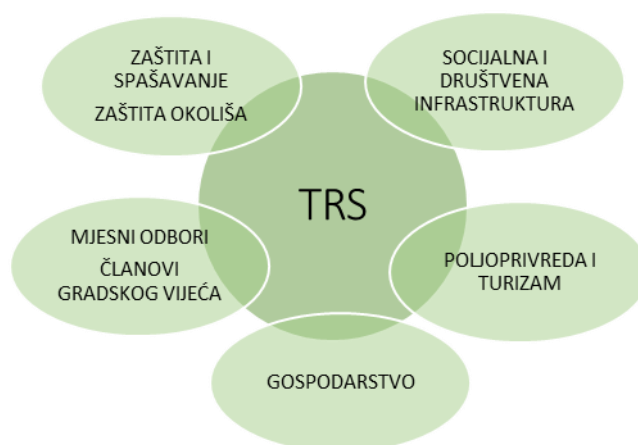 ZAŠTITA I
SPAŠAVANJE
ZAŠTITA OKOLIŠA
SOCIJALNA I
DRUŠTVENA
INFRASTRUKTURA
TRS
MJESNI ODBORI
ČLANOVI
GRADSKOG VIJEĆA
POLJOPRIVREDA I
TURIZAM
GOSPODARSTVO